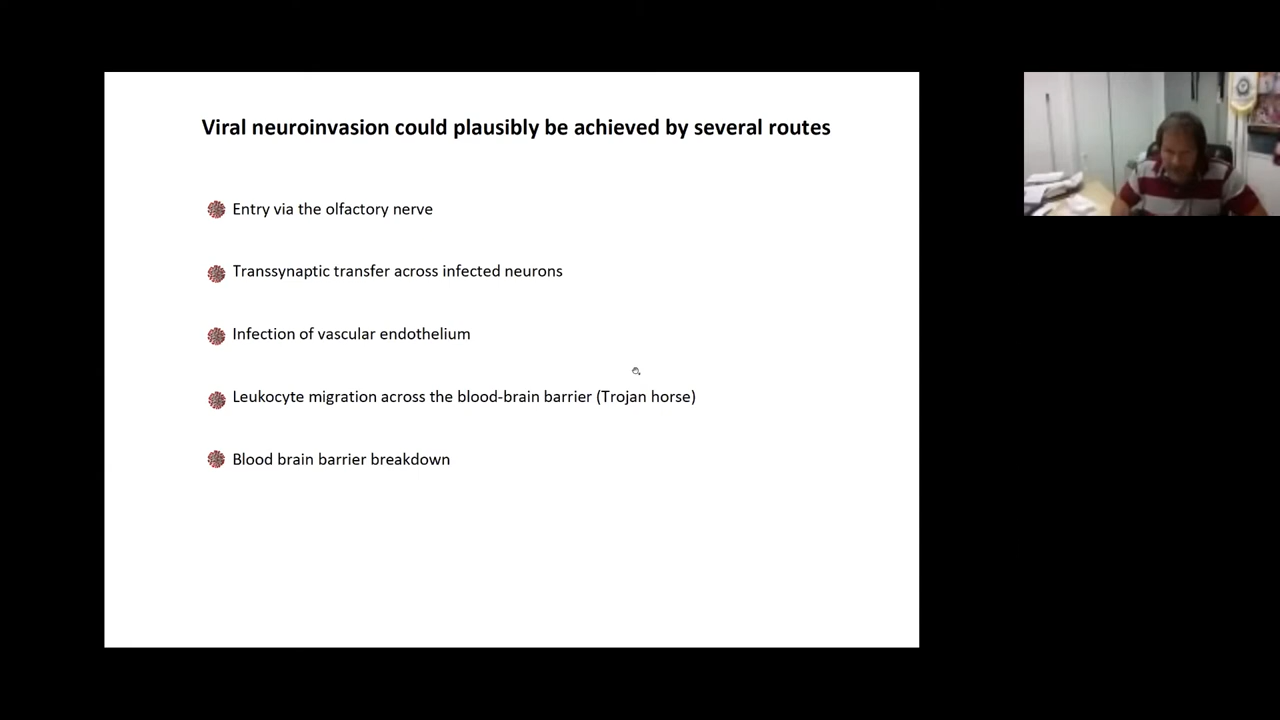 Viral neuroinvasion could plausibly be achieved by several routes
Entry via the olfactory nerve
Transsynaptic transfer across infected neurons
Infection of vascular endothelium
Leukocyte migration across the blood-brain barrier (Trojan horse)
Blood brain barrier breakdown